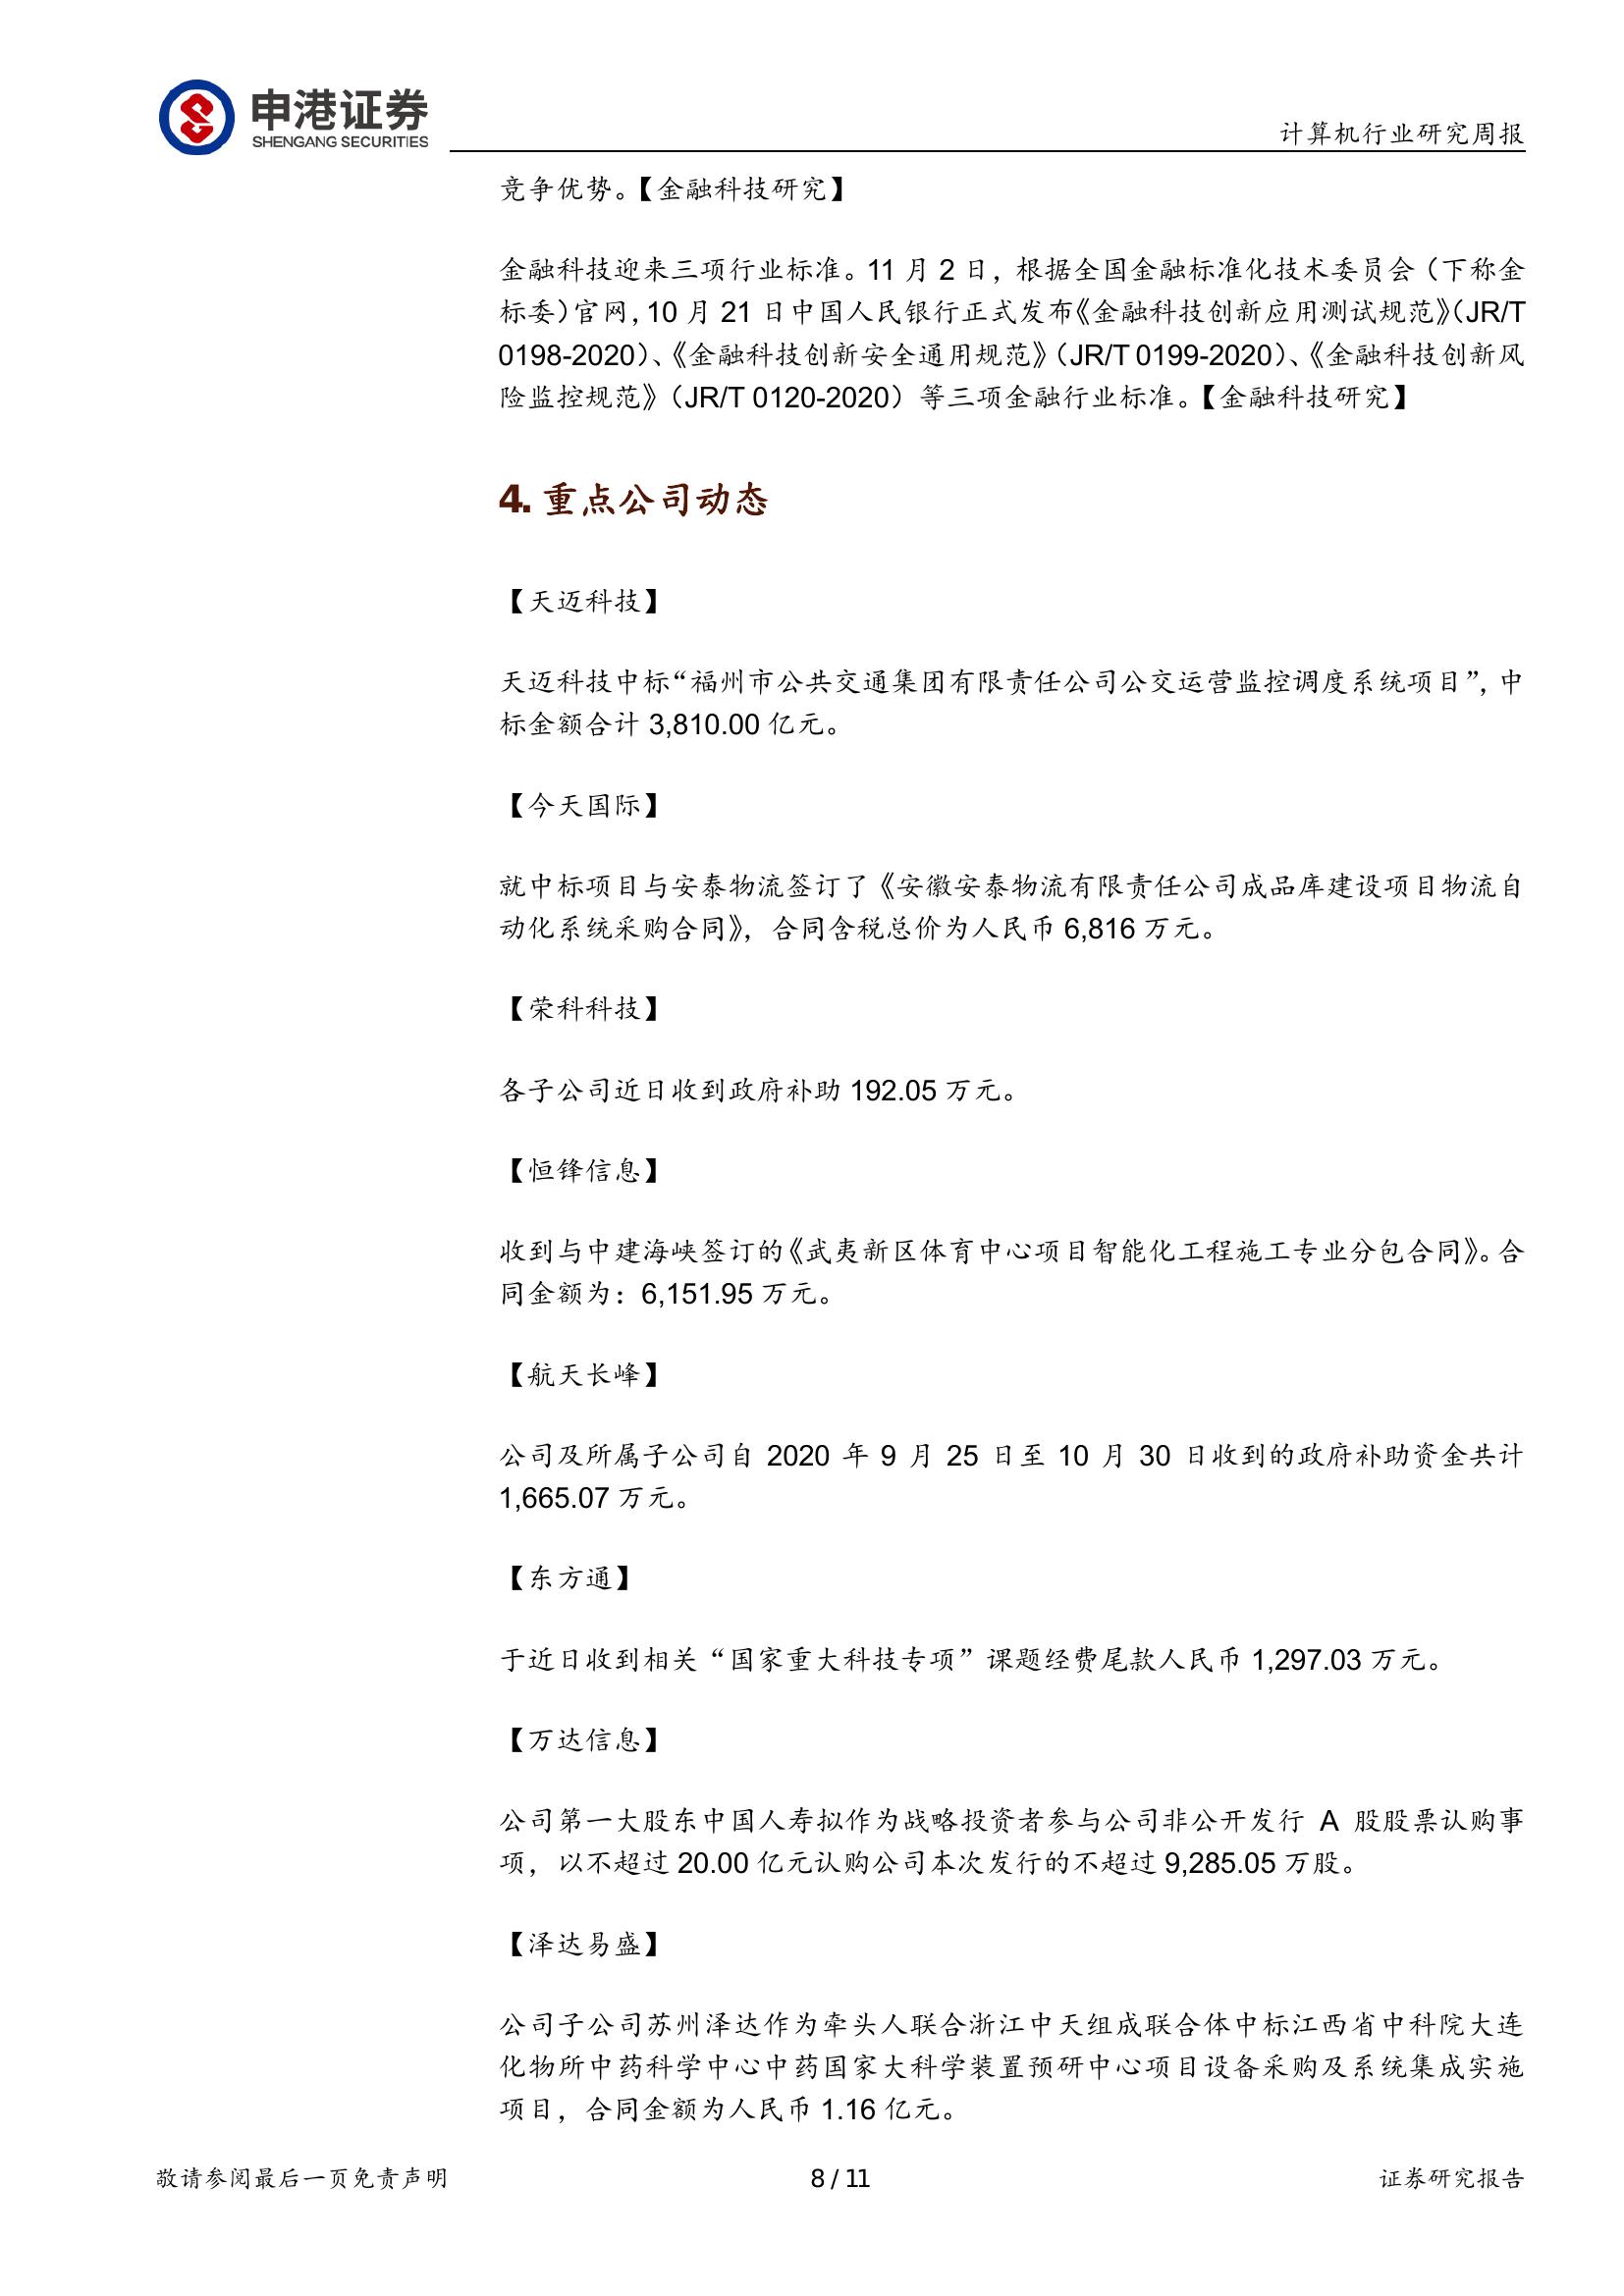 申港证券
SHENGANG SECURITIES
计算机行业研究周报
竞争优势。【金融科技研究】
金融科技迎来三项行业标准。11 月 2 日，根据全国金融标准化技术委员会（下称金
标委）官网，10 月 21 日中国人民银行正式发布《金融科技创新应用测试规范》（JR/T
0198-2020）、《金融科技创新安全通用规范》（JR/T 0199-2020）、《金融科技创新风
险监控规范》（JR/T 0120-2020）等三项金融行业标准。【金融科技研究】
4. 重点公司动态
【天迈科技】
天迈科技中标“福州市公共交通集团有限责任公司公交运营监控调度系统项目”，中
标金额合计 3,810.00 亿元。
【今天国际】
就中标项目与安泰物流签订了《安徽安泰物流有限责任公司成品库建设项目物流自
动化系统采购合同》，合同含税总价为人民币 6,816 万元。
【荣科科技】
各子公司近日收到政府补助 192.05 万元。
【恒锋信息】
收到与中建海峡签订的《武夷新区体育中心项目智能化工程施工专业分包合同》。合
同金额为：6,151.95 万元。
【航天长峰】
公司及所属子公司自 2020 年 9 月 25 日至 10 月 30 日收到的政府补助资金共计
1,665.07 万元。
【东方通】
于近日收到相关“国家重大科技专项”课题经费尾款人民币 1,297.03 万元。
【万达信息】
公司第一大股东中国人寿拟作为战略投资者参与公司非公开发行 A 股股票认购事
项，以不超过 20.00 亿元认购公司本次发行的不超过 9,285.05 万股。
【泽达易盛】
公司子公司苏州泽达作为牵头人联合浙江中天组成联合体中标江西省中科院大连
化物所中药科学中心中药国家大科学装置预研中心项目设备采购及系统集成实施
项目，合同金额为人民币 1.16 亿元。
敬请参阅最后一页免责声明
8 / 11
证券研究报告